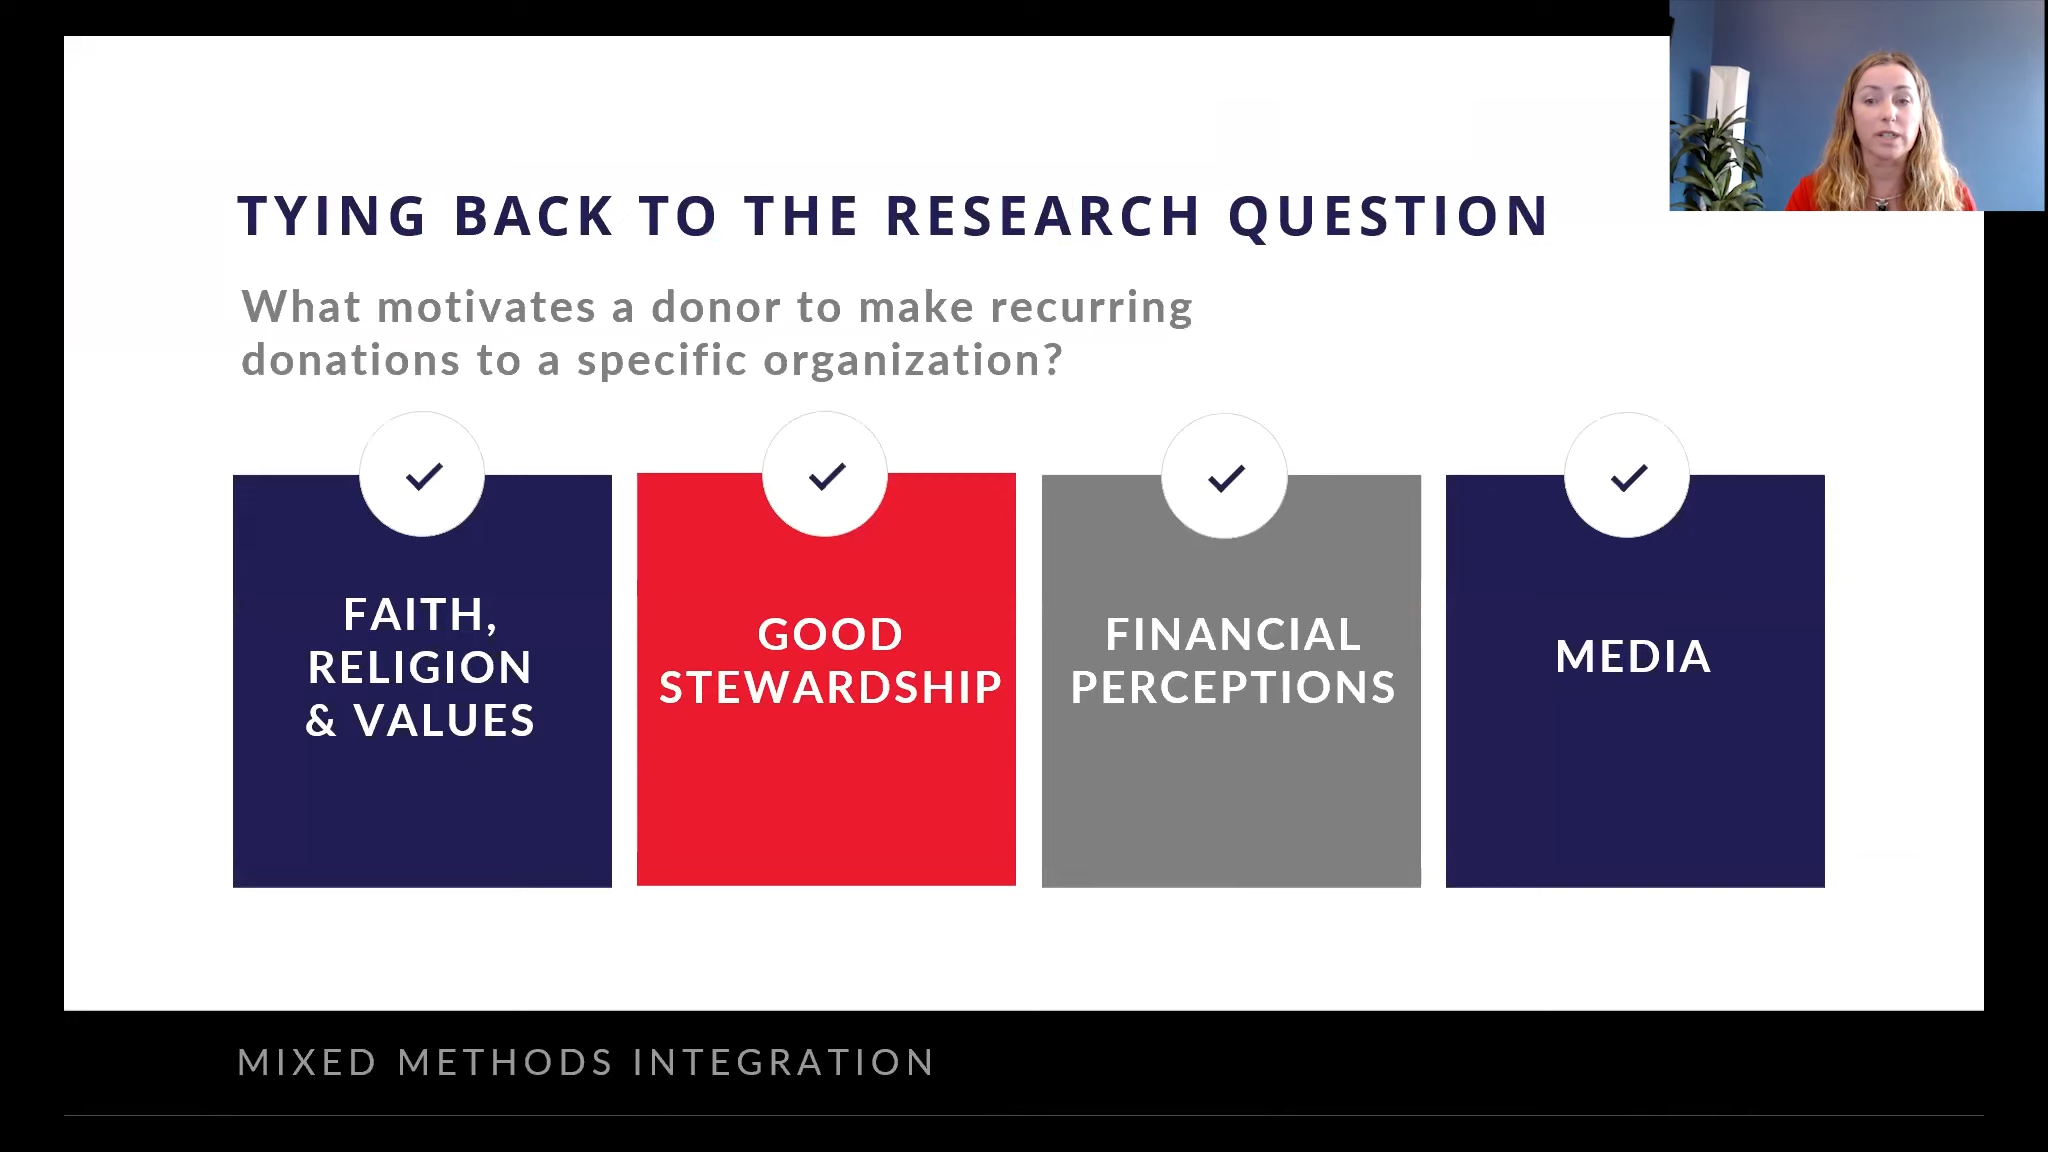 TYING BACK TO THE RESEARCH QUESTION
What motivates a donor to make recurring
donations to a specific organization?
FAITH,
RELIGION
& VALUES
GOOD
STEWARDSHIP
FINANCIAL
PERCEPTIONS
MEDIA
MIXED METHODS INTEGRATION